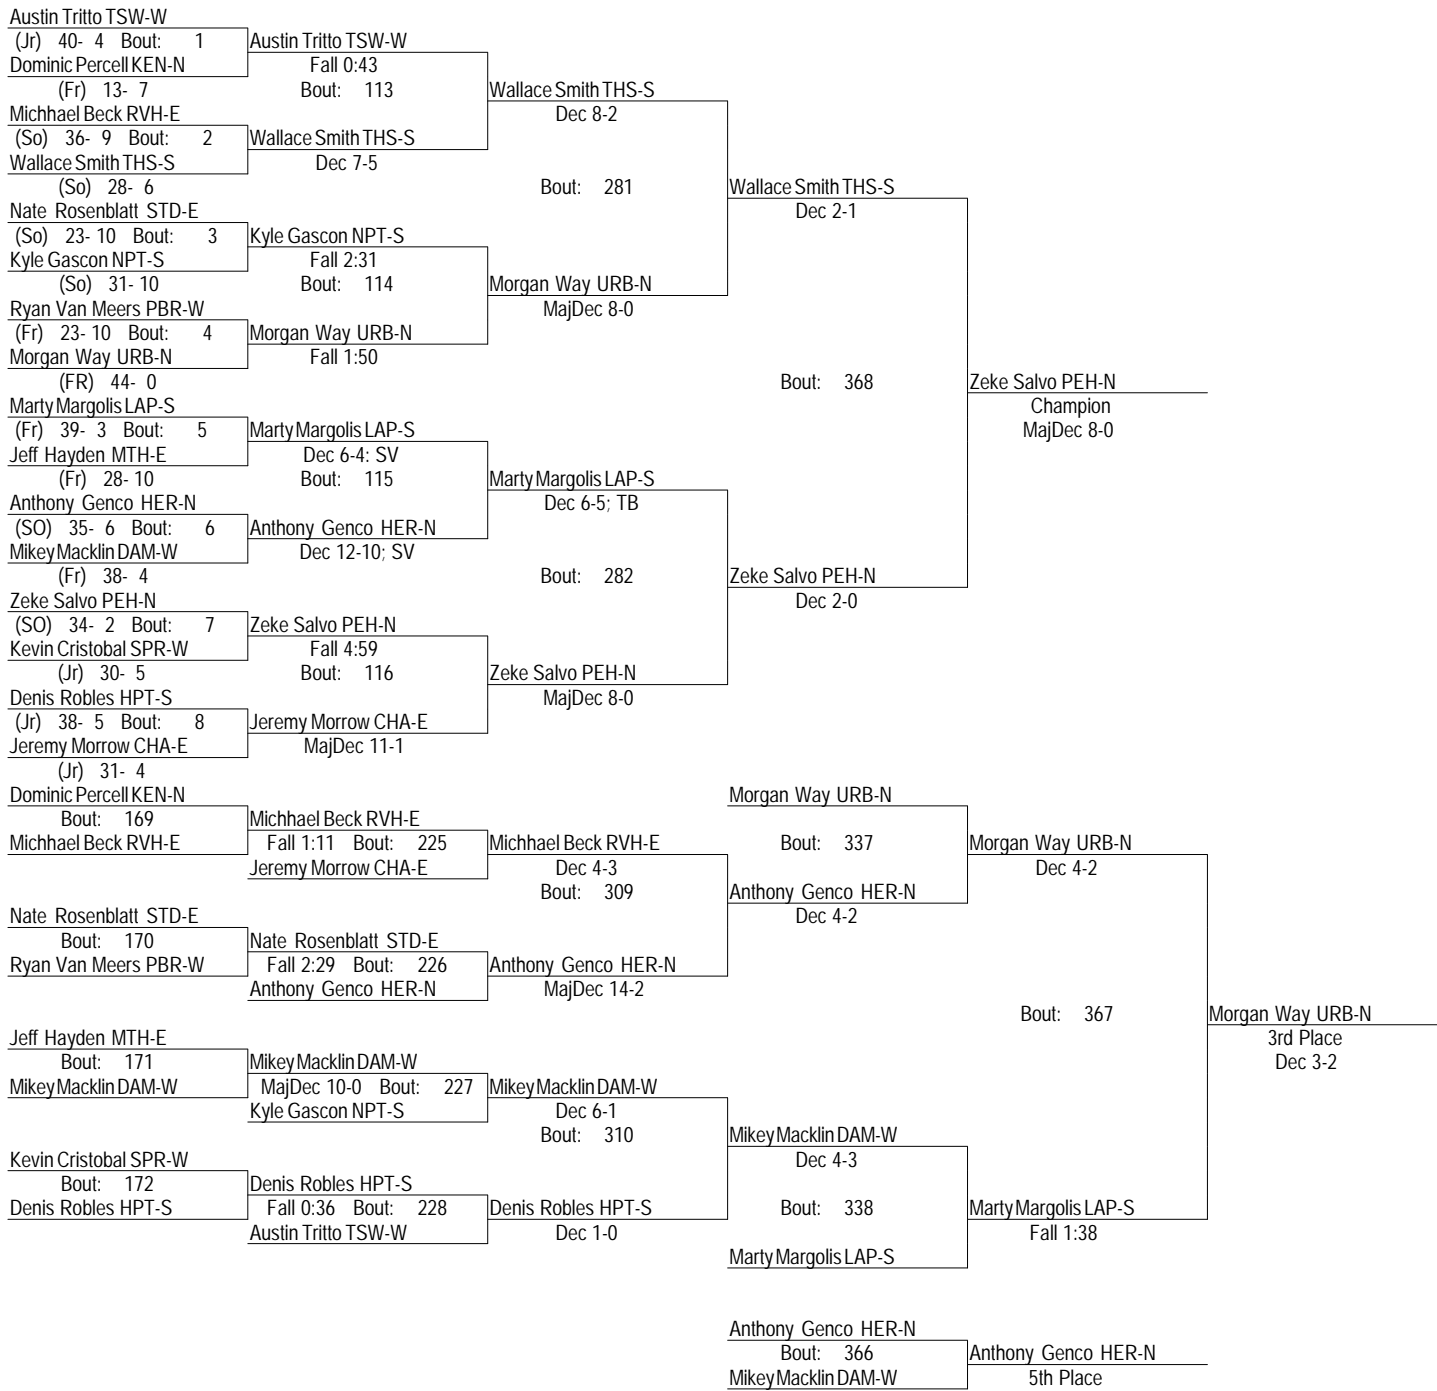 Austin Tritto TSW-W
(Jr) 40- 4 Bout: 1 Austin Tritto TSW-W
Dominic Percell KEN-N Fall 0:43
(Fr) 13- 7 Bout: 113 Wallace Smith THS-S
Michhael Beck RVH-E Dec 8-2
(So) 36- 9 Bout: 2 Wallace Smith THS-S
Wallace Smith THS-S Dec 7-5
(So) 28- 6 Bout: 281 Wallace Smith THS-S
Nate Rosenblatt STD-E Dec 2-1
(So) 23- 10 Bout: 3 Kyle Gascon NPT-S
Kyle Gascon NPT-S Fall 2:31
(So) 31- 10 Bout: 114 Morgan Way URB-N
Ryan Van Meers PBR-W MajDec 8-0
(Fr) 23- 10 Bout: 4 Morgan Way URB-N
Morgan Way URB-N Fall 1:50
(FR) 44- 0 Bout: 368 Zeke Salvo PEH-N
Marty Margolis LAP-S Champion
(Fr) 39- 3 Bout: 5 Marty Margolis LAP-S MajDec 8-0
Jeff Hayden MTH-E Dec 6-4: SV
(Fr) 28- 10 Bout: 115 Marty Margolis LAP-S
Anthony Genco HER-N Dec 6-5; TB
(SO) 35- 6 Bout: 6 Anthony Genco HER-N
Mikey Macklin DAM-W Dec 12-10; SV
(Fr) 38- 4 Bout: 282 Zeke Salvo PEH-N
Zeke Salvo PEH-N Dec 2-0
(SO) 34- 2 Bout: 7 Zeke Salvo PEH-N
Kevin Cristobal SPR-W Fall 4:59
(Jr) 30- 5 Bout: 116 Zeke Salvo PEH-N
Denis Robles HPT-S MajDec 8-0
(Jr) 38- 5 Bout: 8 Jeremy Morrow CHA-E
Jeremy Morrow CHA-E MajDec 11-1
(Jr) 31- 4
Dominic Percell KEN-N Morgan Way URB-N
Bout: 169 Michhael Beck RVH-E
Michhael Beck RVH-E Fall 1:11 Bout: 225 Michhael Beck RVH-E Bout: 337 Morgan Way URB-N
Jeremy Morrow CHA-E Dec 4-3 Dec 4-2
Bout: 309 Anthony Genco HER-N
Nate Rosenblatt STD-E Dec 4-2
Bout: 170 Nate Rosenblatt STD-E
Ryan Van Meers PBR-W Fall 2:29 Bout: 226 Anthony Genco HER-N
Anthony Genco HER-N MajDec 14-2
Bout: 367 Morgan Way URB-N
Jeff Hayden MTH-E 3rd Place
Bout: 171 Mikey Macklin DAM-W Dec 3-2
Mikey Macklin DAM-W MajDec 10-0 Bout: 227 Mikey Macklin DAM-W
Kyle Gascon NPT-S Dec 6-1
Bout: 310 Mikey Macklin DAM-W
Kevin Cristobal SPR-W Dec 4-3
Bout: 172 Denis Robles HPT-S
Denis Robles HPT-S Fall 0:36 Bout: 228 Denis Robles HPT-S Bout: 338 Marty Margolis LAP-S
Austin Tritto TSW-W Dec 1-0 Fall 1:38
Marty Margolis LAP-S
Anthony Genco HER-N
Bout: 366 Anthony Genco HER-N
Mikey Macklin DAM-W 5th Place